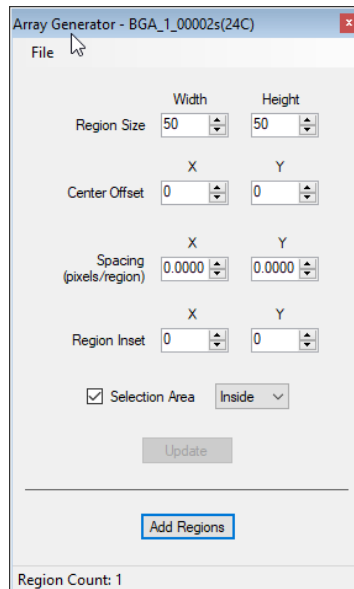 Array Generator - BGA_1_00002s(24C)
File
Width Height
Region Size 50 50
X Y
Center Offset 0 0
X Y
Spacing
(pixels/region) 0.0000 0.0000
X Y
Region Inset 0 0
Selection Area Inside
Update
Add Regions
Region Count: 1